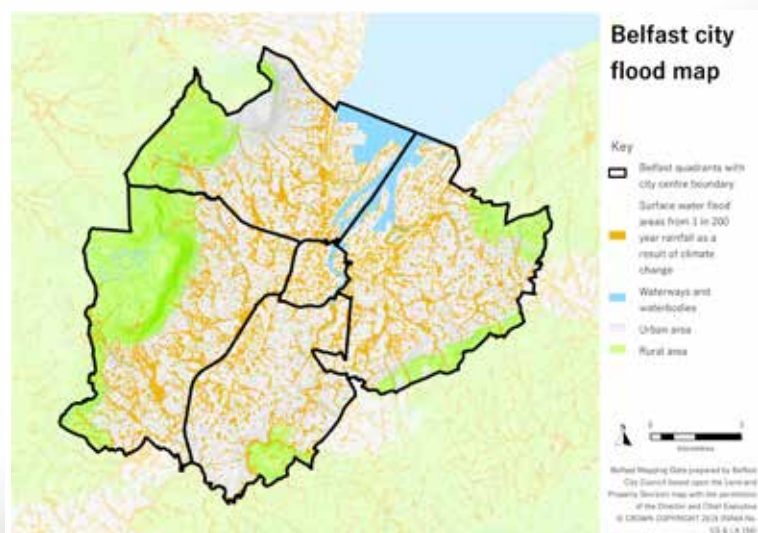 Belfast city
flood map
Key
Belfast quadrants with
city centre boundary
Surface water flood
areas from 1 in 200
year rainfall as a
result of climate
change
Waterways and
waterbodies
Urban area
Rural area
N
0
Kilometres
Belfast Mapping Data prepared by Belfast
City Council based upon the Land and
Property Services map with the permission
of the Director and Chief Executive
© CROWN COPYRIGHT